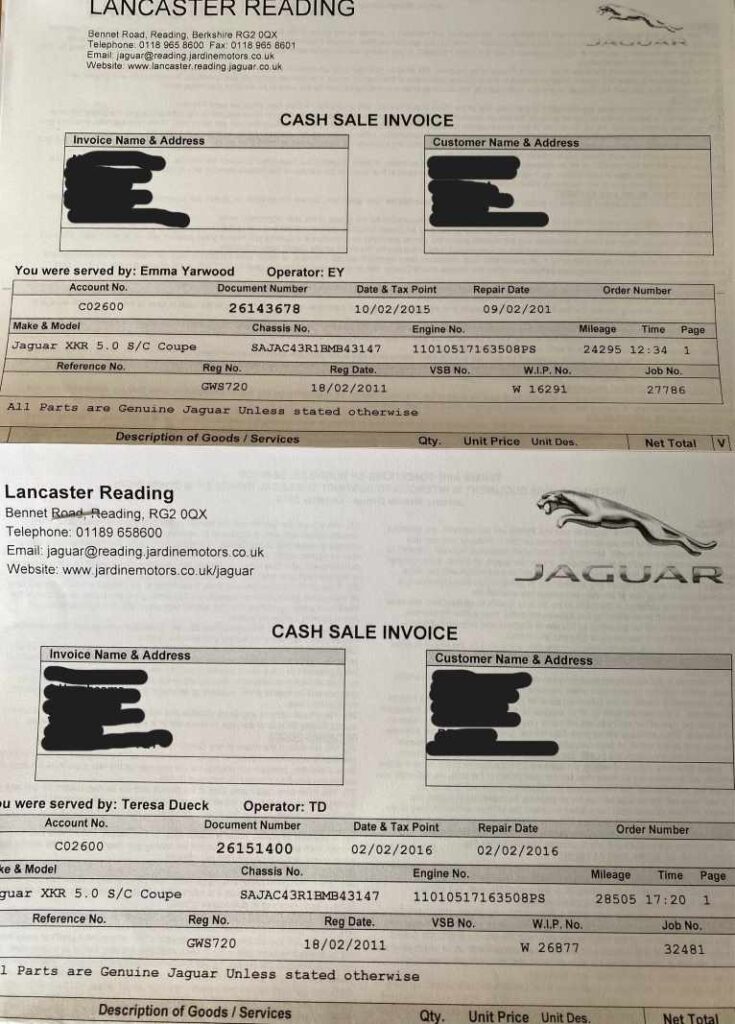 LANCASTER READING
Bennet Road, Reading, Berkshire RG2 0QX
Telephone: 0118 965 8600 Fax: 0118 965 8601
Email: jaguar@reading.jardinemotors.co.uk
Website: www.lancaster.reading.jaguar.co.uk
JAGUAR
CASH SALE INVOICE
Invoice Name & Address Customer Name & Address
You were served by: Emma Yarwood Operator: EY
Account No. Document Number Date & Tax Point Repair Date Order Number
C02600 26143678 10/02/2015 09/02/201
Make & Model Chassis No. Engine No. Mileage Time Page
Jaguar XKR 5.0 S/C Coupe SAJAC43R1BMB43147 11010517163508PS 24295 12:34 1
Reference No. Reg No. Reg Date. VSB No. W.I.P. No. Job No.
GWS720 18/02/2011 W 16291 27786
All Parts are Genuine Jaguar Unless stated otherwise
Description of Goods / Services Qty. Unit Price Unit Des. Net Total V
Lancaster Reading
Bennet Road, Reading, RG2 0QX
Telephone: 01189 658600
Email: jaguar@reading.jardinemotors.co.uk
Website: www.jardinemotors.co.uk/jaguar
JAGUAR
CASH SALE INVOICE
Invoice Name & Address Customer Name & Address
ou were served by: Teresa Dueck Operator: TD
Account No. Document Number Date & Tax Point Repair Date Order Number
C02600 26151400 02/02/2016 02/02/2016
ke & Model Chassis No. Engine No. Mileage Time Page
guar XKR 5.0 S/C Coupe SAJAC43R1BMB43147 11010517163508PS 28505 17:20 1
Reference No. Reg No. Reg Date. VSB No. W.I.P. No. Job No.
GWS720 18/02/2011 W 26877 32481
l Parts are Genuine Jaguar Unless stated otherwise
Description of Goods / Services Qty. Unit Price Unit Des. Net Total